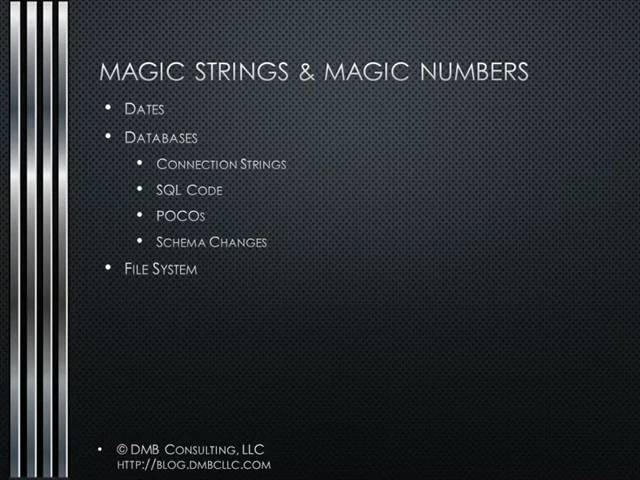 MAGIC STRINGS & MAGIC NUMBERS
• DATES
• DATABASES
• CONNECTION STRINGS
• SQL CODE
• POCOS
• SCHEMA CHANGES
• FILE SYSTEM
• © DMB CONSULTING, LLC
HTTP://BLOG.DMBCLLC.COM